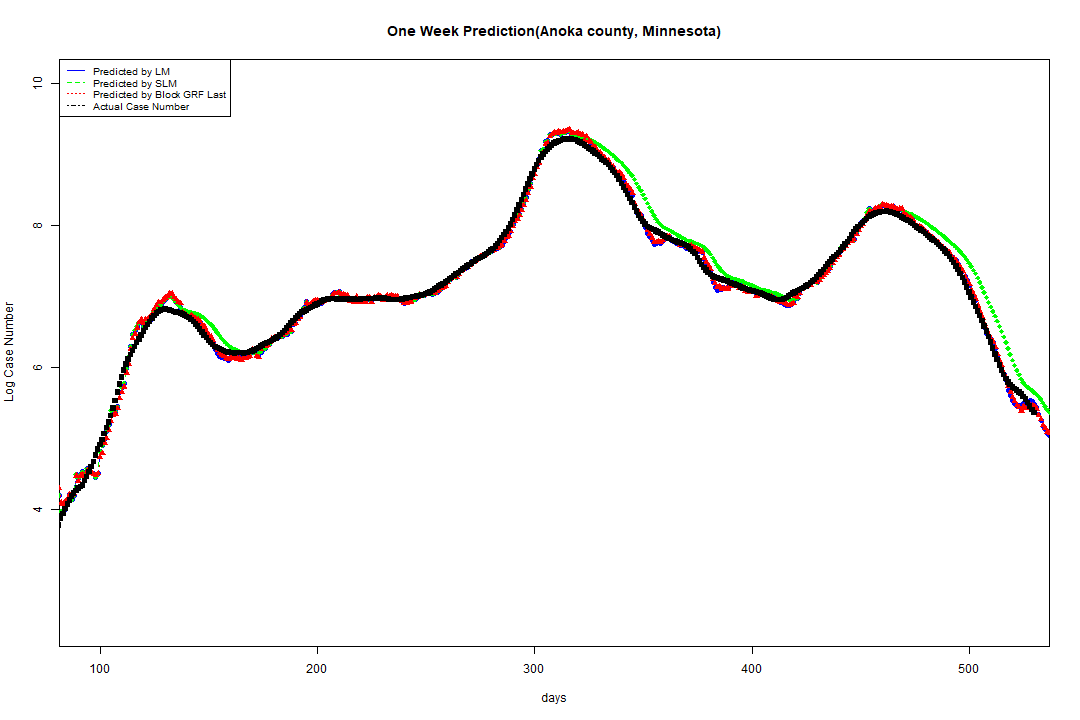 One Week Prediction(Anoka county, Minnesota)
Predicted by LM
Predicted by SLM
Predicted by Block GRF Last
Actual Case Number
10
8
6
4
Log Case Number
100 200 300 400 500
days